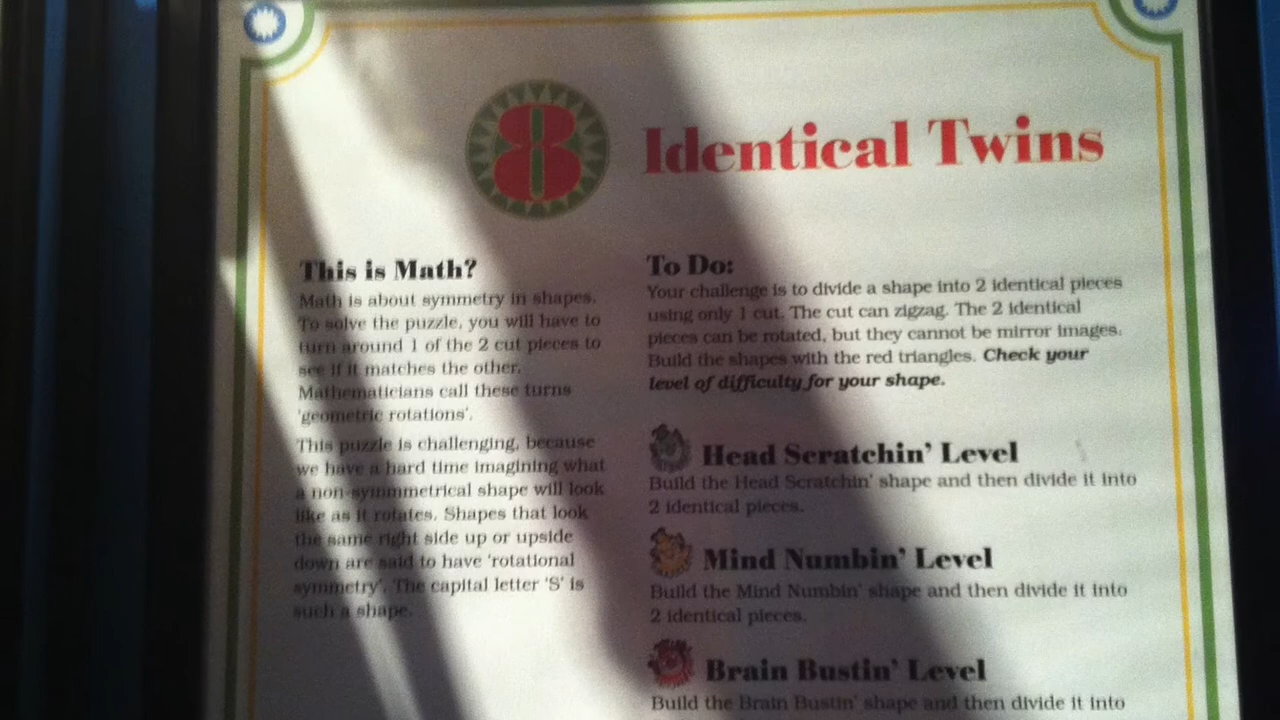 8
Identical Twins
This is Math?
Math is about symmetry in shapes.
To solve the puzzle, you will have to
turn around 1 of the 2 cut pieces to
see if it matches the other.
Mathematicians call these turns
'geometric rotations'.
This puzzle is challenging, because
we have a hard time imagining what
a non-symmmetrical shape will look
like as it rotates. Shapes that look
the same right side up or upside
down are said to have 'rotational
symmetry'. The capital letter 'S' is
such a shape.
To Do:
Your challenge is to divide a shape into 2 identical pieces
using only 1 cut. The cut can zigzag. The 2 identical
pieces can be rotated, but they cannot be mirror images.
Build the shapes with the red triangles. Check your
level of difficulty for your shape.
Head Scratchin' Level
Build the Head Scratchin' shape and then divide it into
2 identical pieces.
Mind Numbin' Level
Build the Mind Numbin' shape and then divide it into
2 identical pieces.
Brain Bustin' Level
Build the Brain Bustin' shape and then divide it into